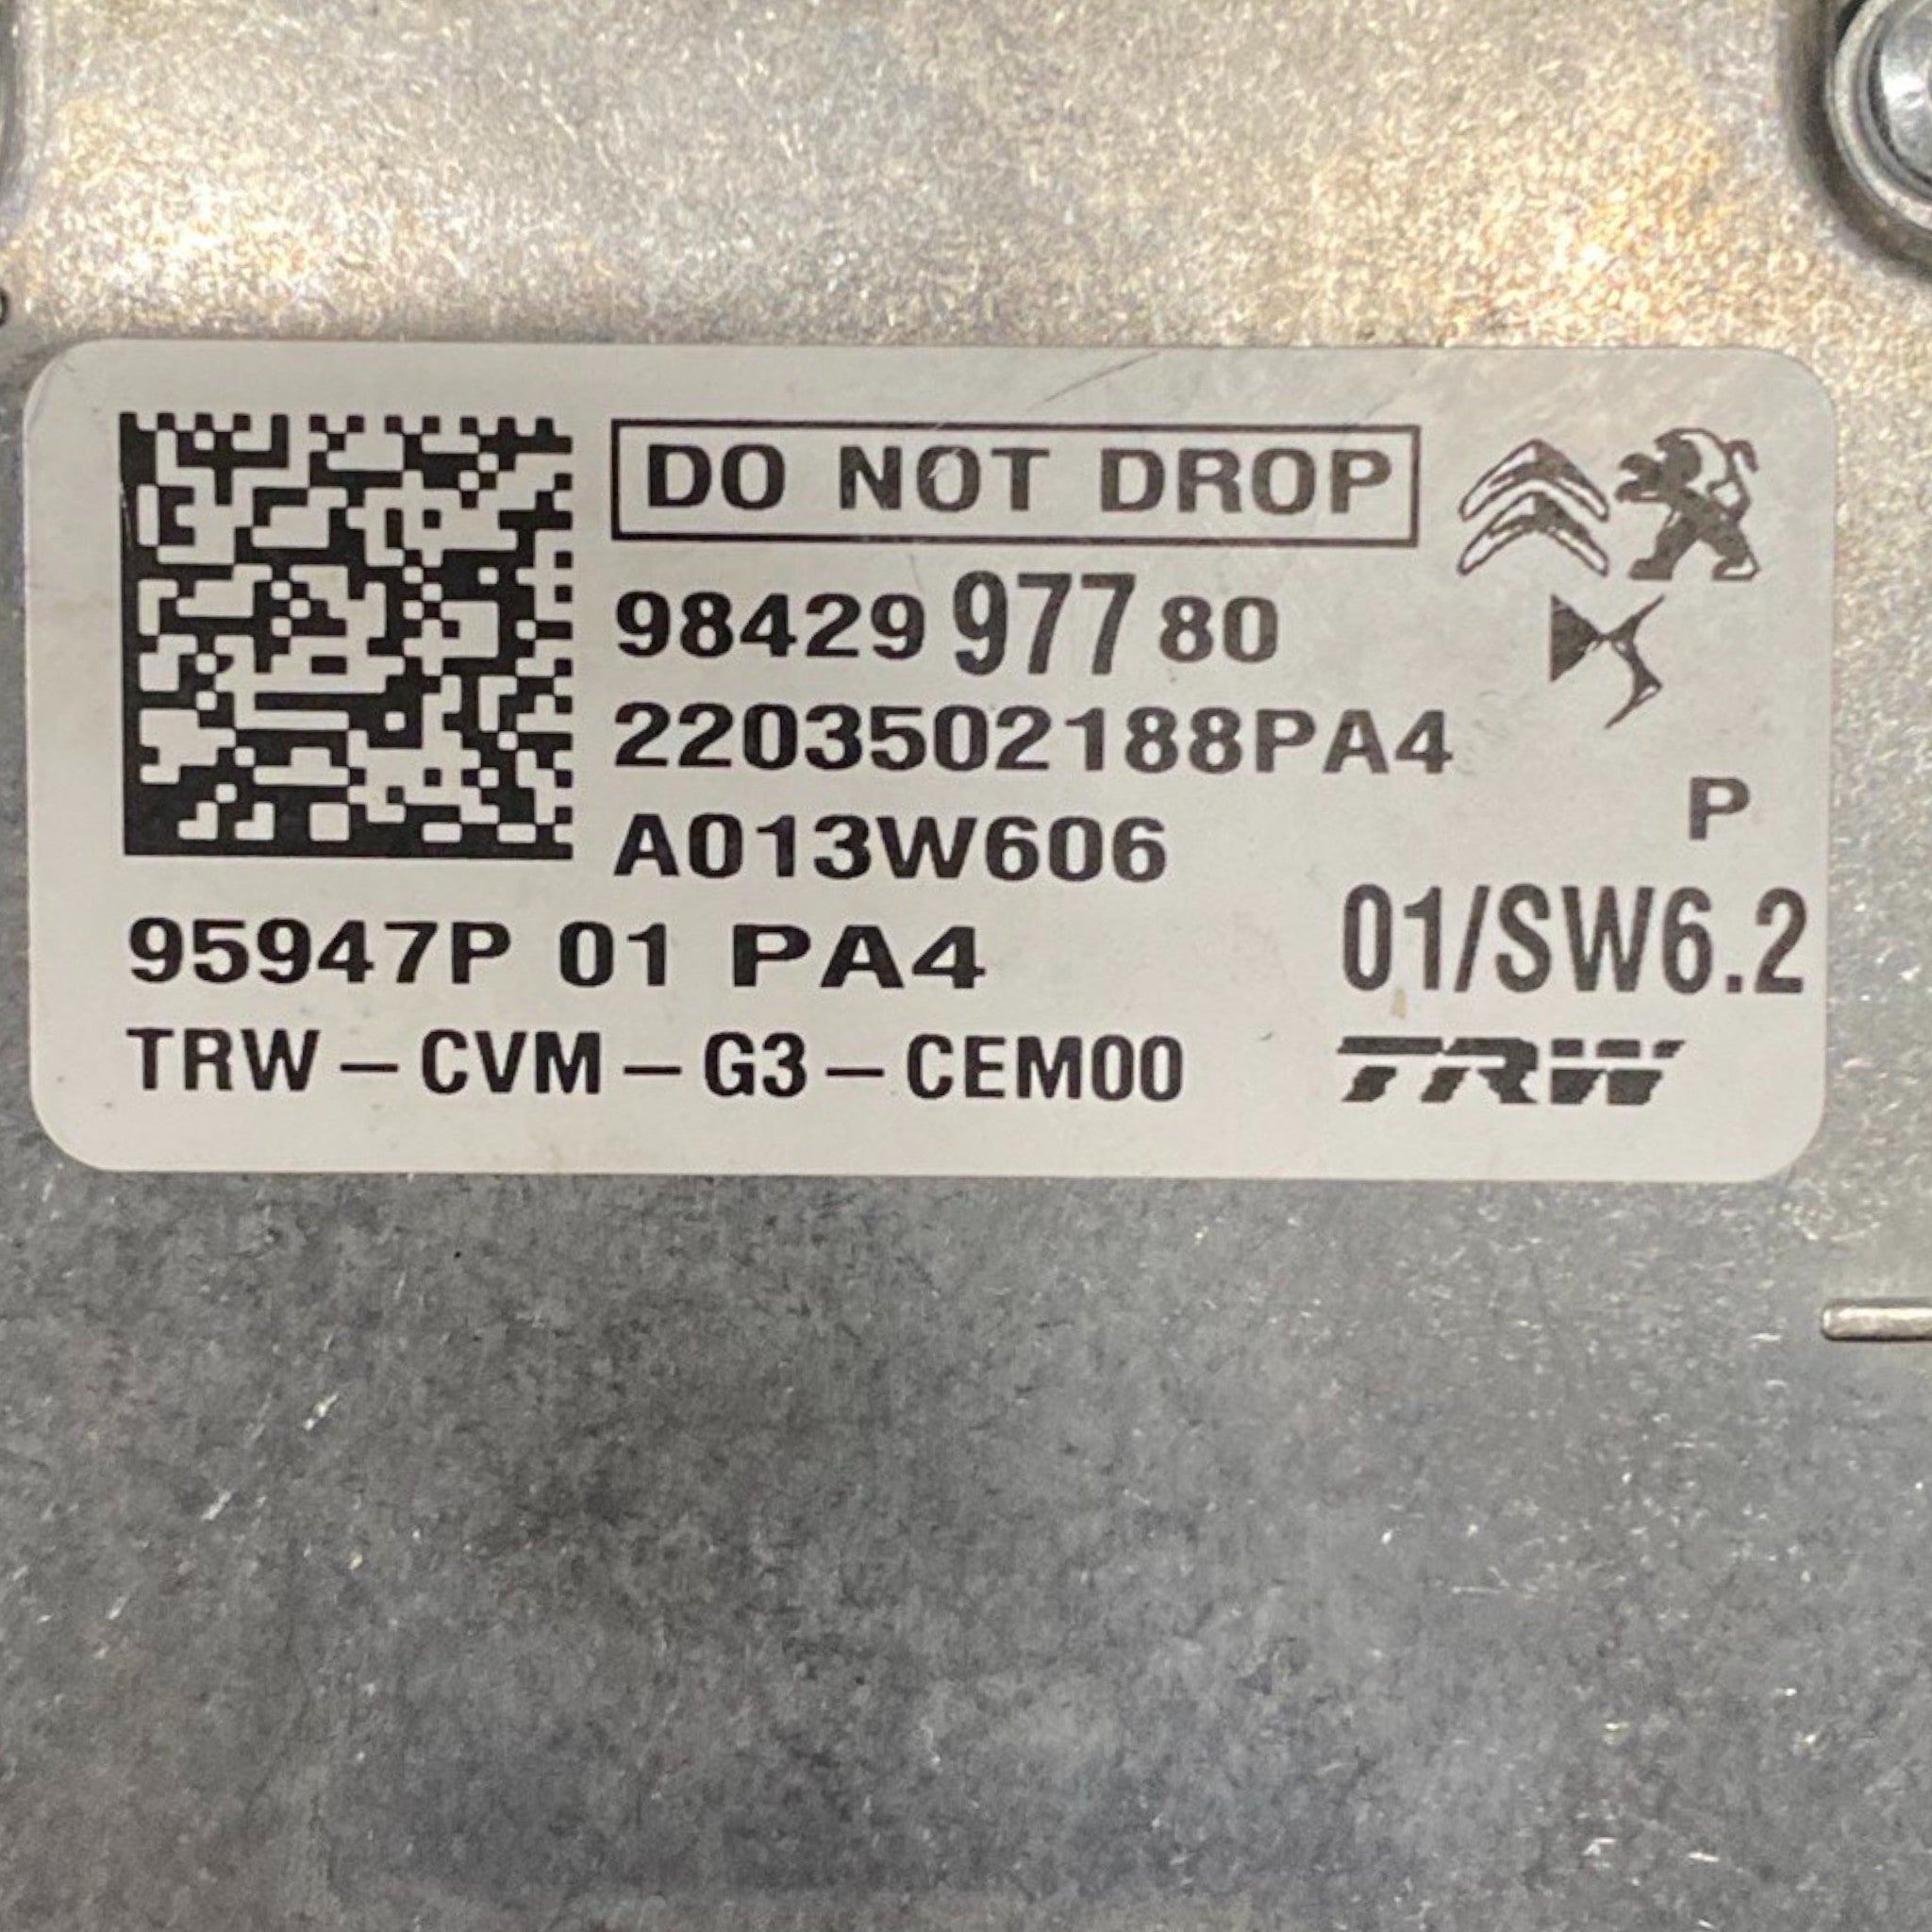 DO NOT DROP
98429 977 80
2203502188PA4
P
A013W606
95947P 01 PA4
01/SW6.2
TRW-CVM-G3-CEM00
TRW